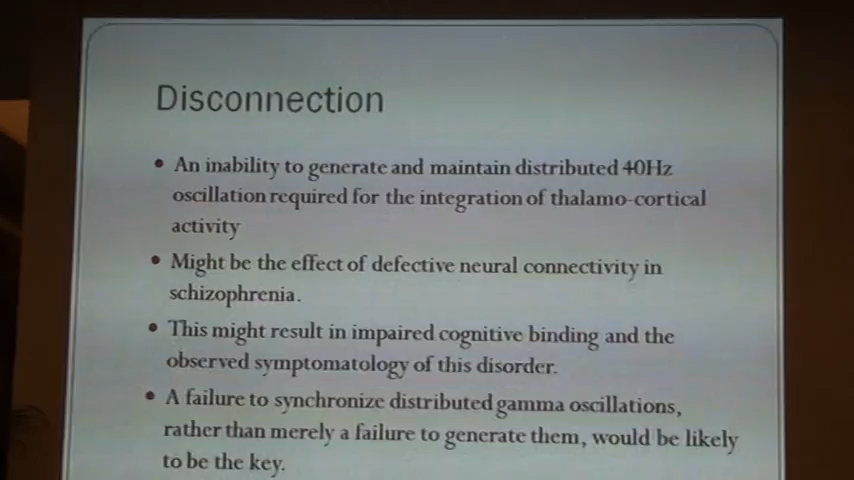 Disconnection
• An inability to generate and maintain distributed 40Hz
oscillation required for the integration of thalamo-cortical
activity
• Might be the effect of defective neural connectivity in
schizophrenia.
• This might result in impaired cognitive binding and the
observed symptomatology of this disorder.
• A failure to synchronize distributed gamma oscillations,
rather than merely a failure to generate them, would be likely
to be the key.